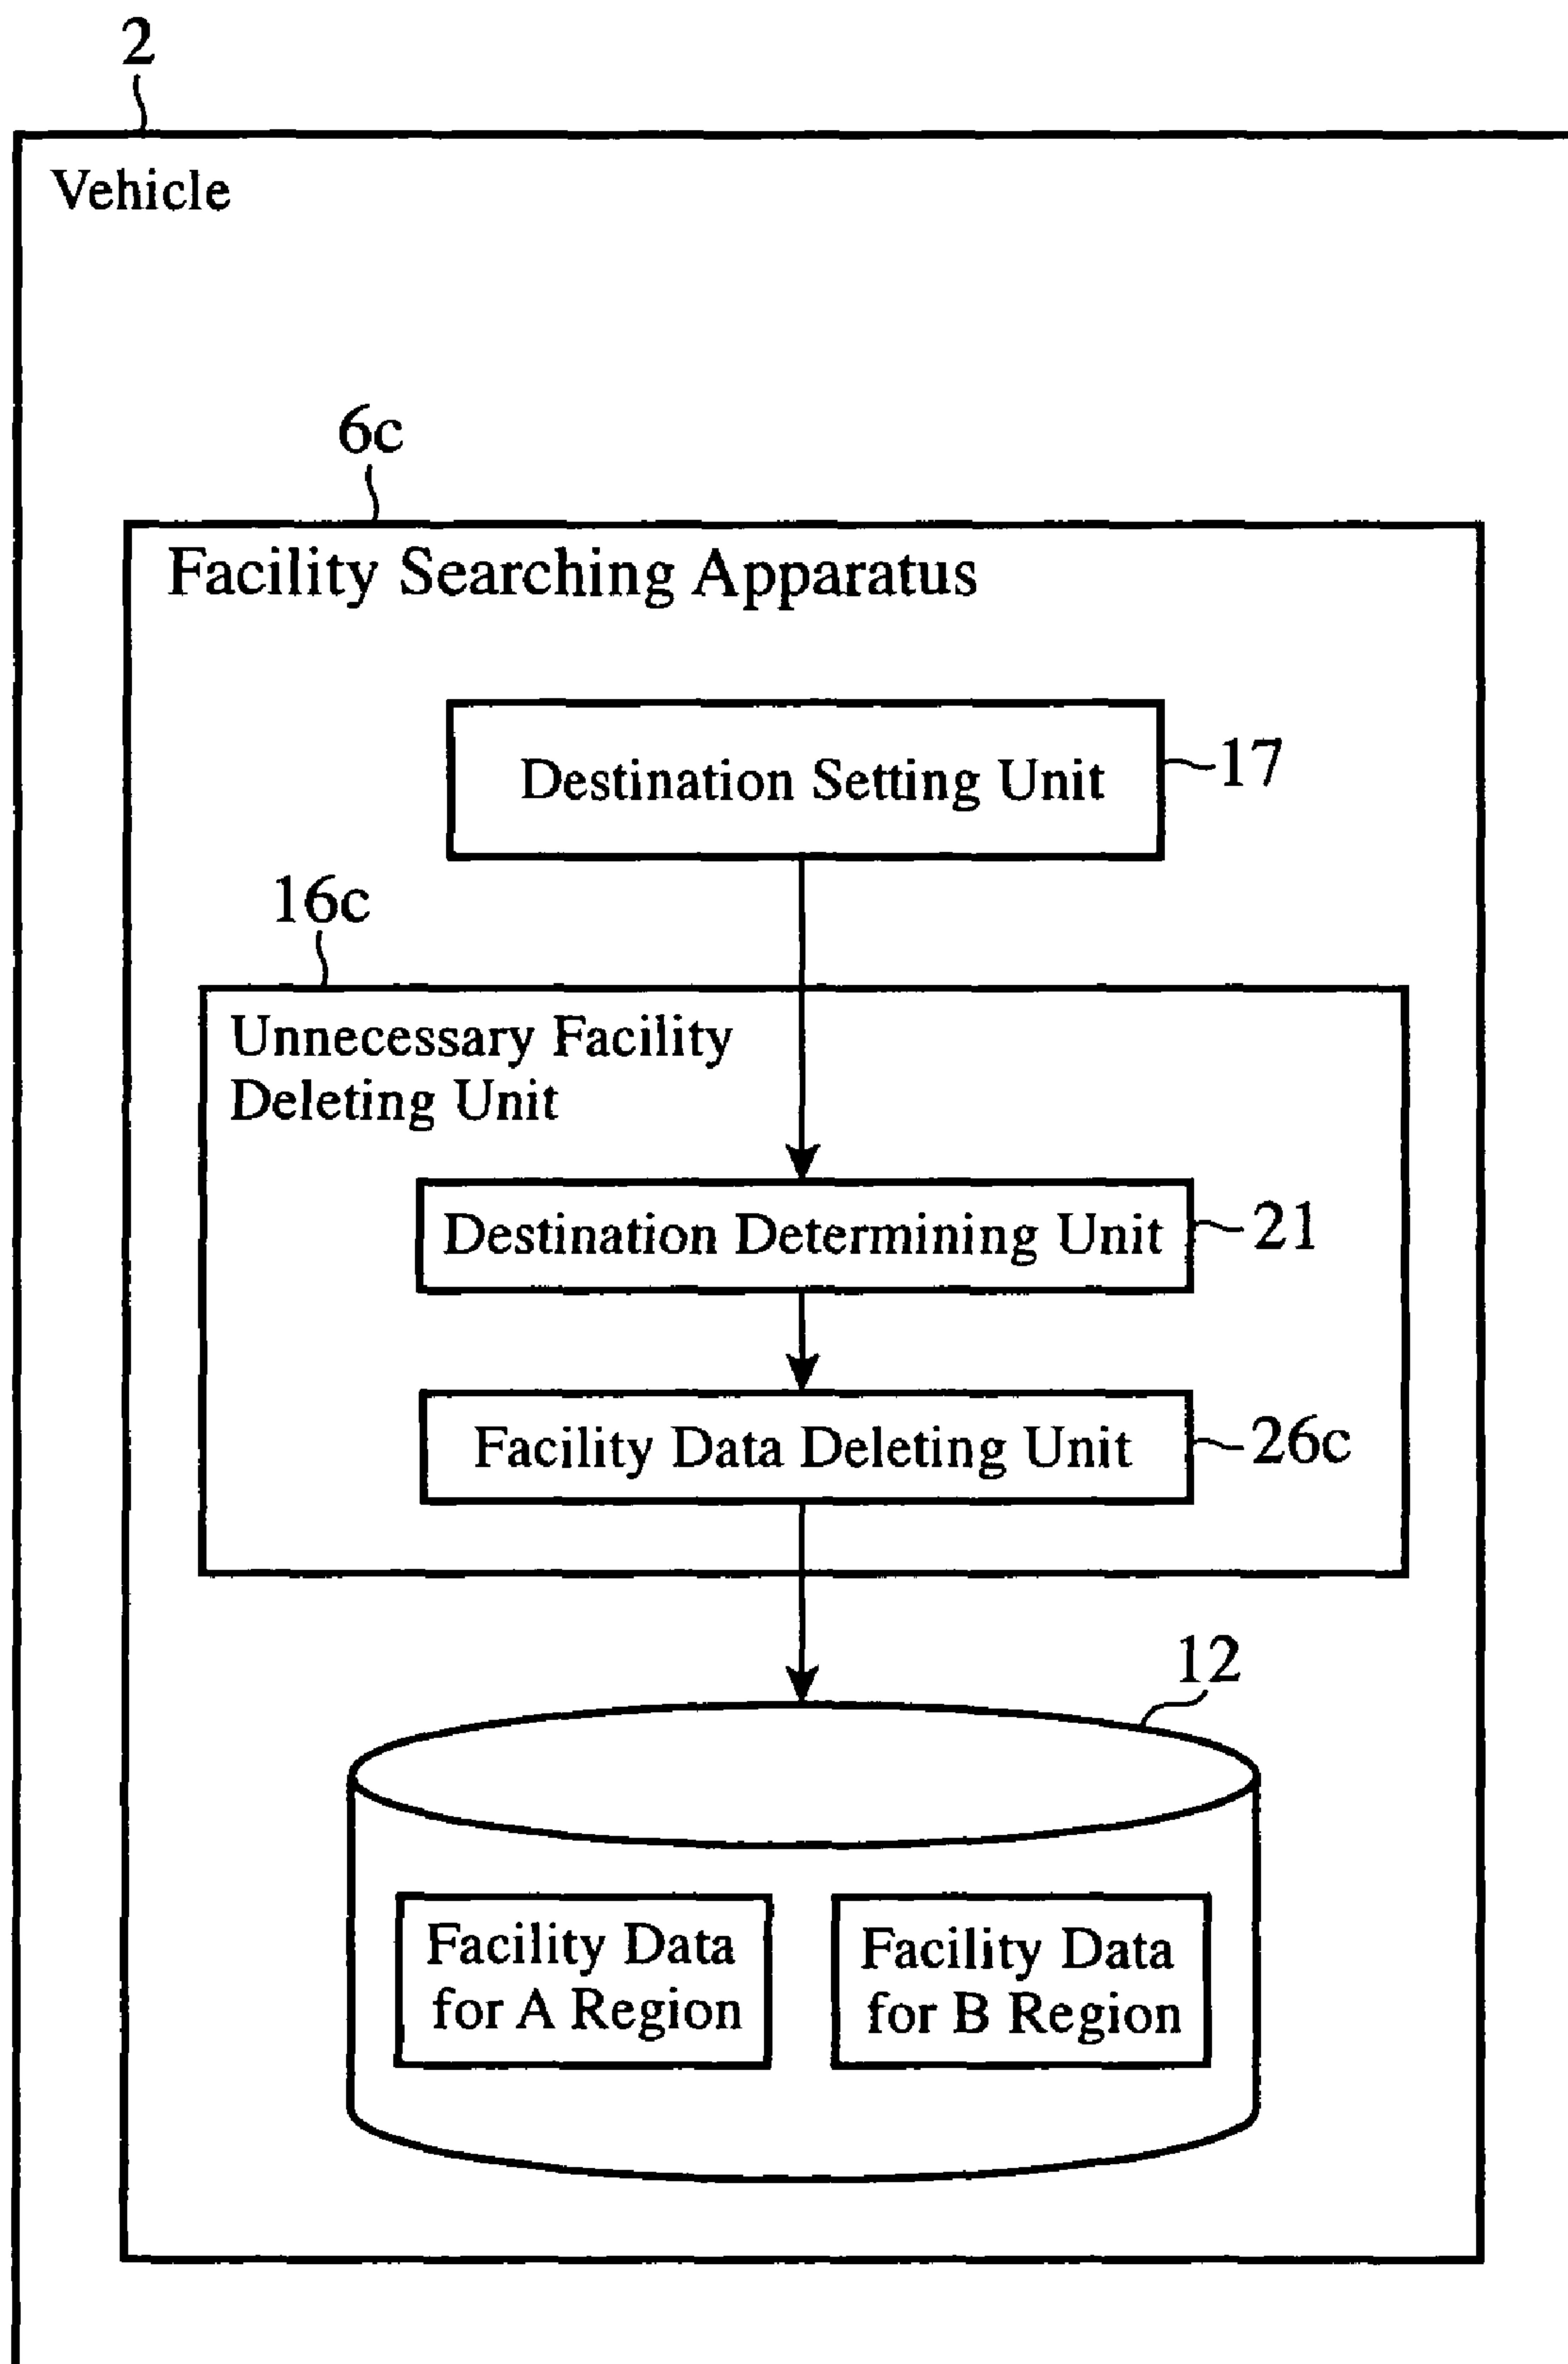 2
Vehicle
6c
Facility Searching Apparatus
Destination Setting Unit
17
16c
Unnecessary Facility
Deleting Unit
Destination Determining Unit
21
Facility Data Deleting Unit
26c
12
Facility Data
for A Region
Facility Data
for B Region